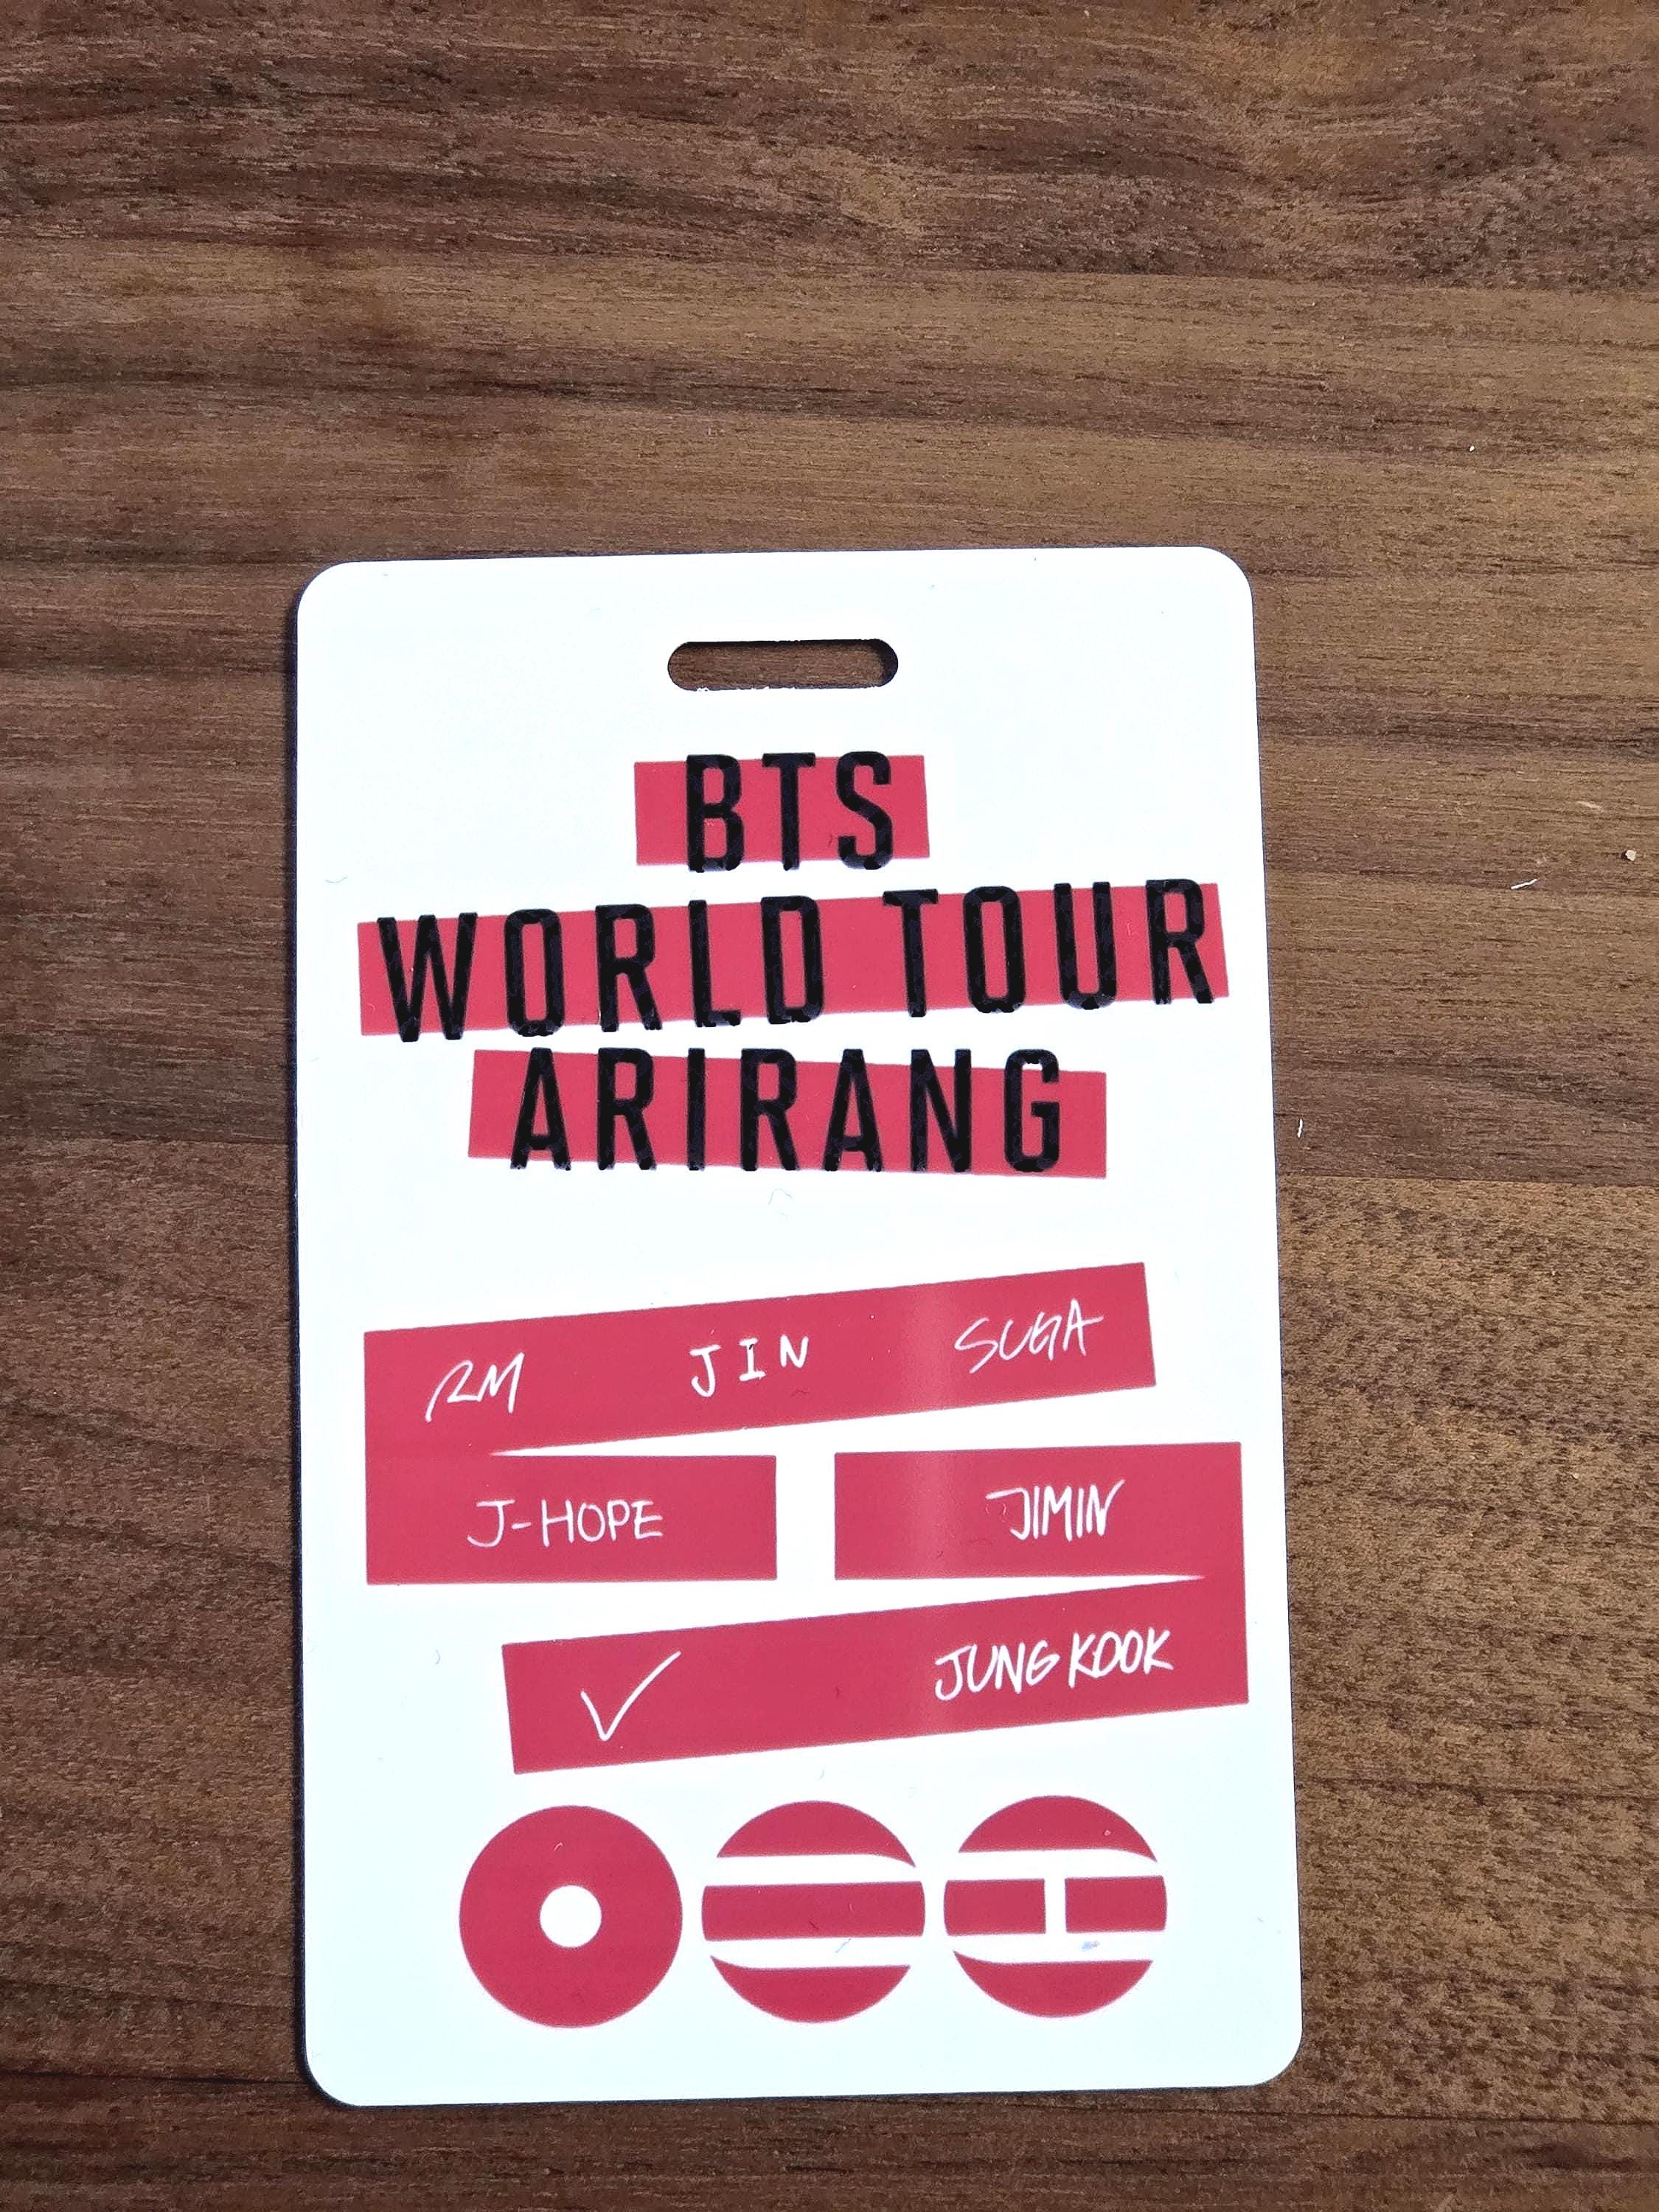 BTS
WORLD TOUR
ARIRANG
RM JIN SUGA
J-HOPE JIMIN
✓ JUNG KOOK